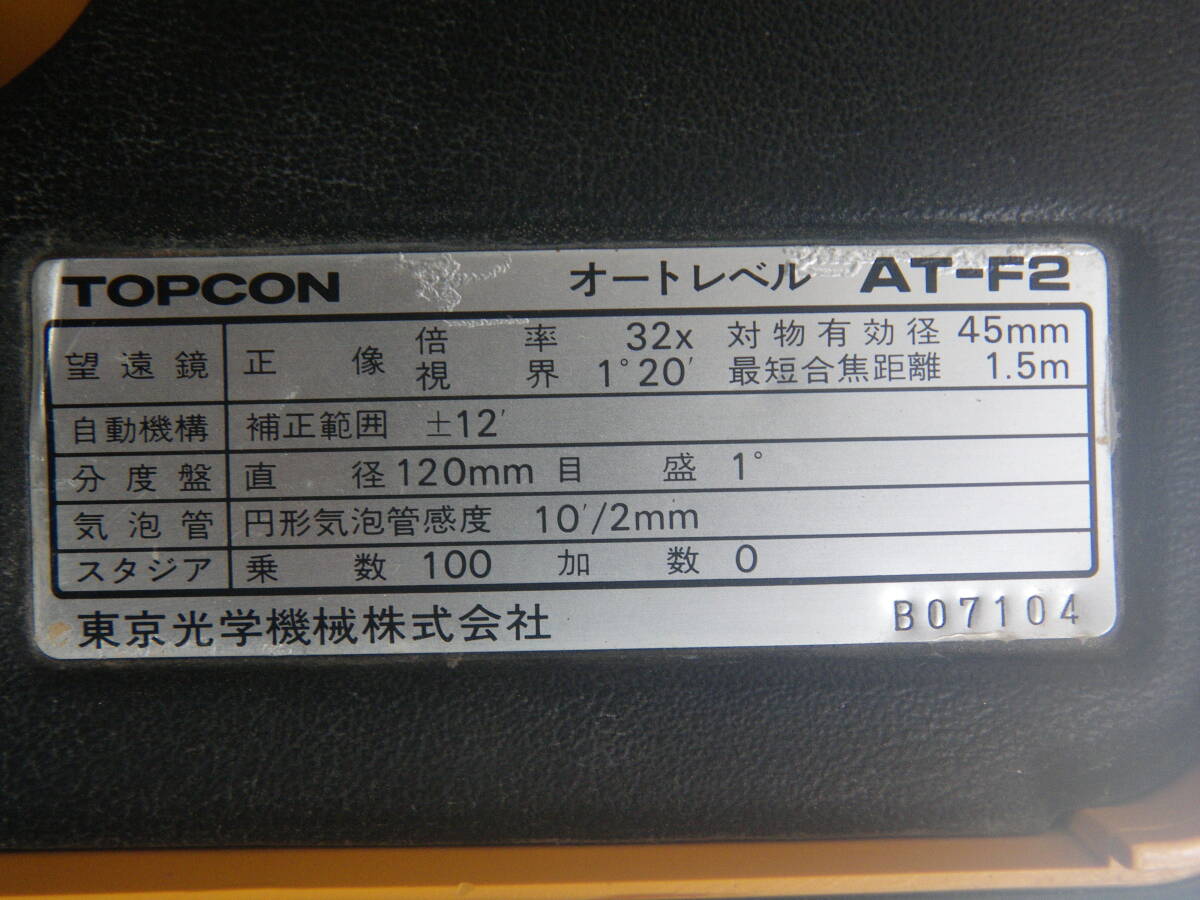 TOPCON オートレベル AT-F2
望遠鏡 正像 倍率 32x 対物有効径 45mm
視界 1°20′ 最短合焦距離 1.5m
自動機構 補正範囲 ±12′
分度盤 直径 120mm 目盛 1°
気泡管 円形気泡管感度 10′/2mm
スタジア 乗数 100 加数 0
東京光学機械株式会社 B07104